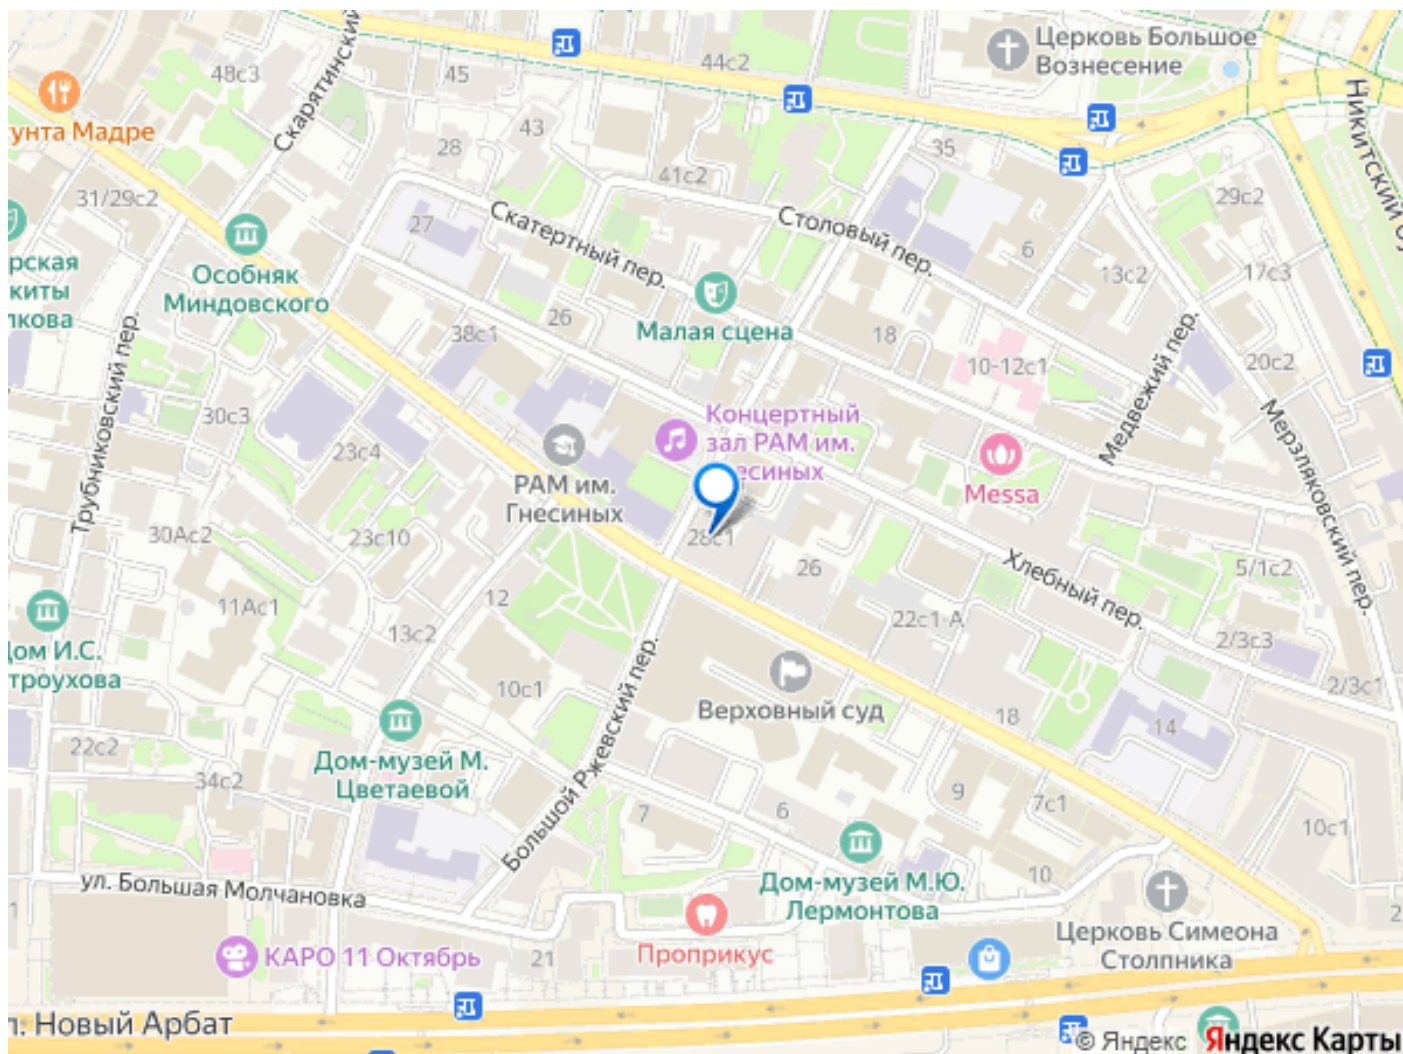 Скарятинский
48с3
45
44с2
Церковь Большое
Вознесение
Никитский
унта Мадре
43
28
41с2
35
29с2
31/29с2
27
Скатертный пер.
Столовый пер.
6
13с2
17с3
рская
киты
лкова
Особняк
Миндовского
Малая сцена
26
38с1
18
10-12с1
20с2
Медвежий пер.
Мерзляковский пер.
Трубниковский пер.
30с3
23с4
Концертный
зал РАМ им.
есиных
РАМ им.
Гнесиных
Messa
30Ас2
23с10
28с1
26
Хлебный пер.
5/1с2
11Ас1
12
13с2
22с1-А
2/3с3
ом И.С.
троухова
10с1
Верховный суд
18
14
2/3с1
22с2
34с2
Дом-музей М.
Цветаевой
Большой Ржевский пер.
7
6
9
7с1
10с1
10
ул. Большая Молчановка
Дом-музей М.Ю.
Лермонтова
Проприкус
КАРО 11 Октябрь
21
Церковь Симеона
Столпника
2
л. Новый Арбат
© Яндекс
Яндекс Карты